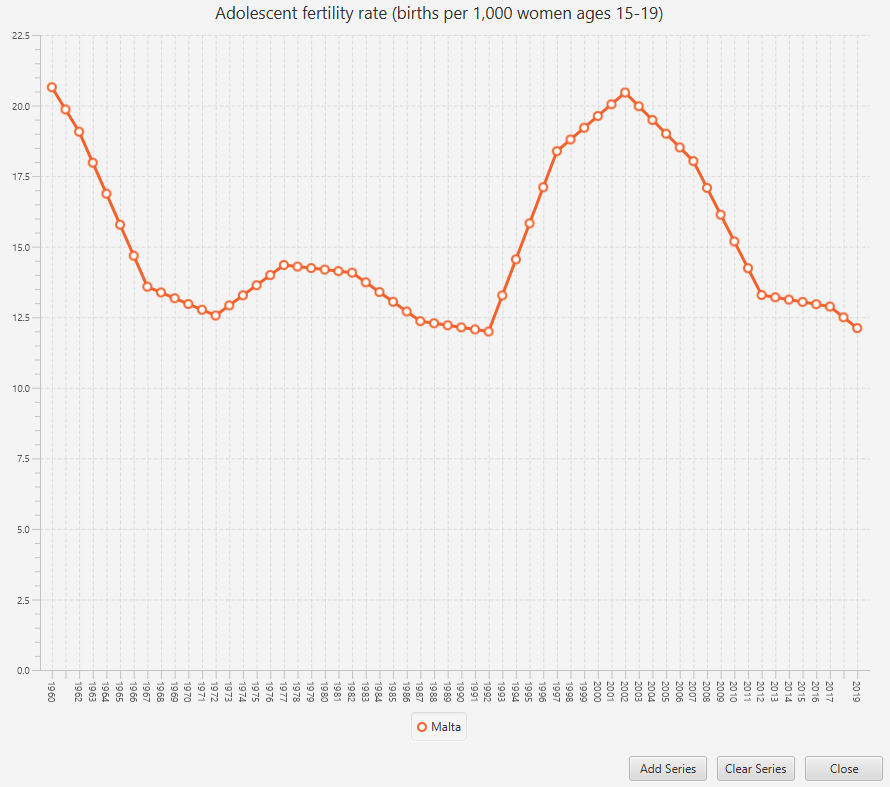 Adolescent fertility rate (births per 1,000 women ages 15-19)
22.5
20.0
17.5
15.0
12.5
10.0
7.5
5.0
2.5
0.0
1960 1962 1963 1964 1965 1966 1967 1968 1969 1970 1971 1972 1973 1974 1975 1976 1977 1978 1979 1980 1981 1982 1983 1984 1985 1986 1987 1988 1989 1990 1991 1992 1993 1994 1995 1996 1997 1998 1999 2000 2001 2002 2003 2004 2005 2006 2007 2008 2009 2010 2011 2012 2013 2014 2015 2016 2017 2019
Malta
Add Series Clear Series Close